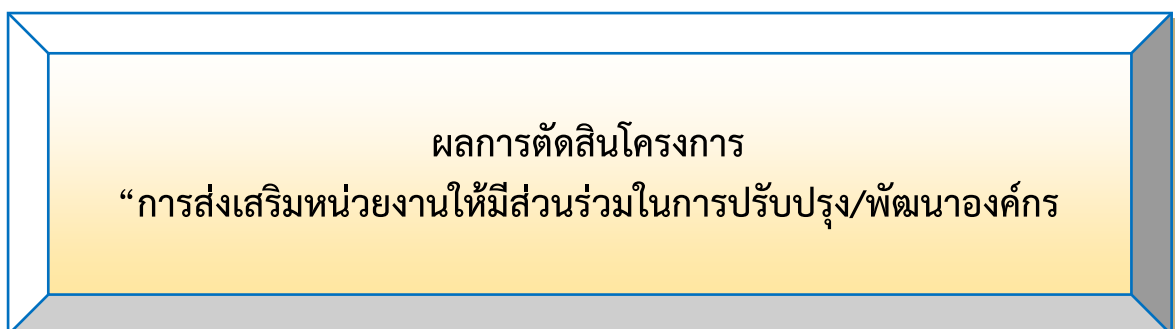 ผลการตัดสินโครงการ
“การส่งเสริมหน่วยงานให้มีส่วนร่วมในการปรับปรุง/พัฒนาองค์กร